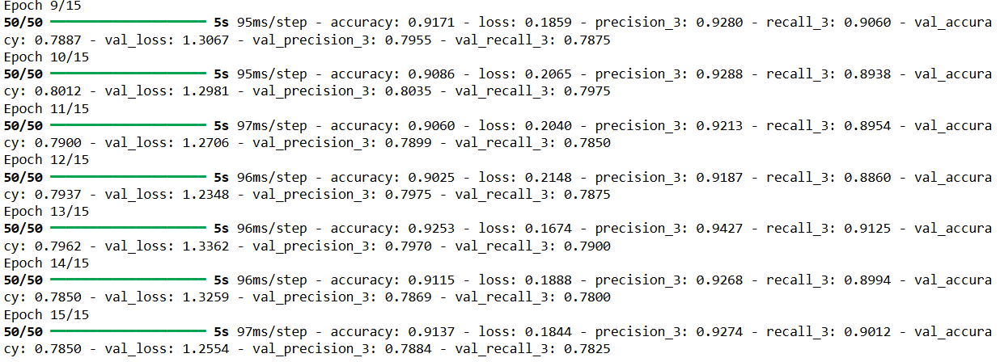 Epoch 9/15
50/50 ━━━━━━━━━━━━━━━━━━━━ 5s 95ms/step - accuracy: 0.9171 - loss: 0.1859 - precision_3: 0.9280 - recall_3: 0.9060 - val_accura
cy: 0.7887 - val_loss: 1.3067 - val_precision_3: 0.7955 - val_recall_3: 0.7875
Epoch 10/15
50/50 ━━━━━━━━━━━━━━━━━━━━ 5s 95ms/step - accuracy: 0.9086 - loss: 0.2065 - precision_3: 0.9288 - recall_3: 0.8938 - val_accura
cy: 0.8012 - val_loss: 1.2981 - val_precision_3: 0.8035 - val_recall_3: 0.7975
Epoch 11/15
50/50 ━━━━━━━━━━━━━━━━━━━━ 5s 97ms/step - accuracy: 0.9060 - loss: 0.2040 - precision_3: 0.9213 - recall_3: 0.8954 - val_accura
cy: 0.7900 - val_loss: 1.2706 - val_precision_3: 0.7899 - val_recall_3: 0.7850
Epoch 12/15
50/50 ━━━━━━━━━━━━━━━━━━━━ 5s 96ms/step - accuracy: 0.9025 - loss: 0.2148 - precision_3: 0.9187 - recall_3: 0.8860 - val_accura
cy: 0.7937 - val_loss: 1.2348 - val_precision_3: 0.7975 - val_recall_3: 0.7875
Epoch 13/15
50/50 ━━━━━━━━━━━━━━━━━━━━ 5s 96ms/step - accuracy: 0.9253 - loss: 0.1674 - precision_3: 0.9427 - recall_3: 0.9125 - val_accura
cy: 0.7962 - val_loss: 1.3362 - val_precision_3: 0.7970 - val_recall_3: 0.7900
Epoch 14/15
50/50 ━━━━━━━━━━━━━━━━━━━━ 5s 96ms/step - accuracy: 0.9115 - loss: 0.1888 - precision_3: 0.9268 - recall_3: 0.8994 - val_accura
cy: 0.7850 - val_loss: 1.3259 - val_precision_3: 0.7869 - val_recall_3: 0.7800
Epoch 15/15
50/50 ━━━━━━━━━━━━━━━━━━━━ 5s 97ms/step - accuracy: 0.9137 - loss: 0.1844 - precision_3: 0.9274 - recall_3: 0.9012 - val_accura
cy: 0.7850 - val_loss: 1.2554 - val_precision_3: 0.7884 - val_recall_3: 0.7825